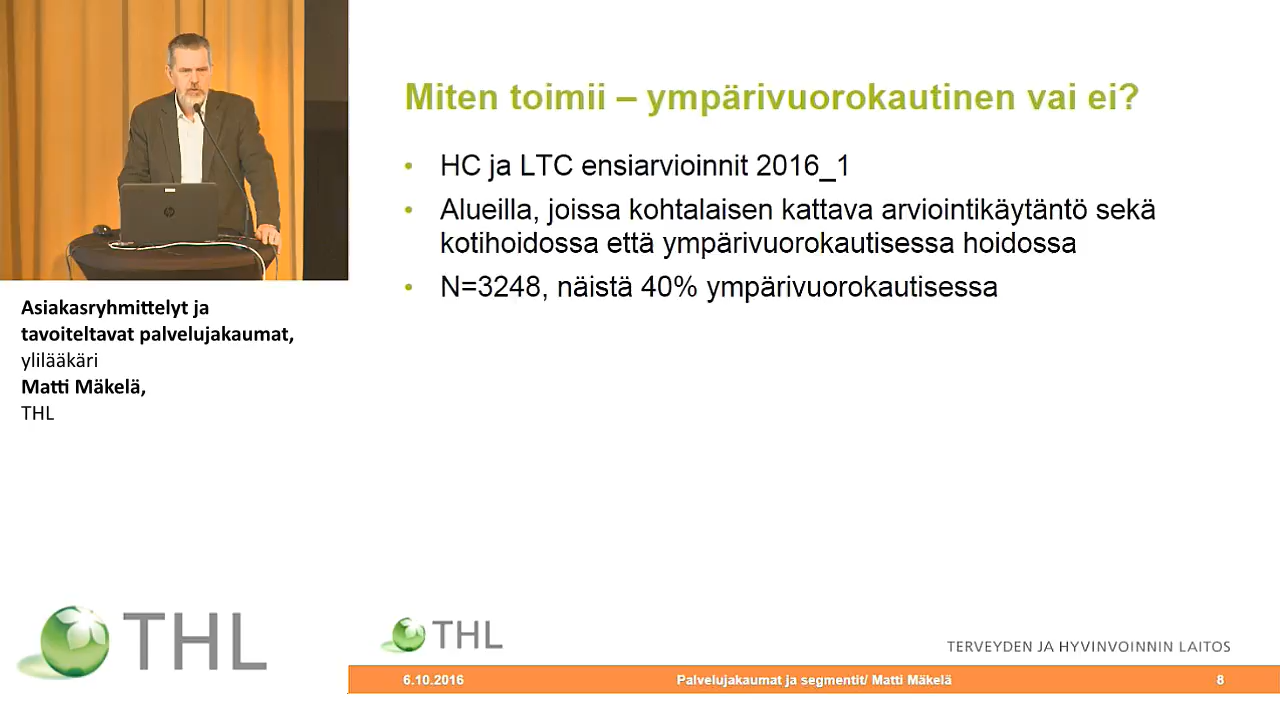 Miten toimii – ympärivuorokautinen vai ei?
• HC ja LTC ensiarvioinnit 2016_1
• Alueilla, joissa kohtalaisen kattava arviointikäytäntö sekä
kotihoidossa että ympärivuorokautisessa hoidossa
• N=3248, näistä 40% ympärivuorokautisessa
Asiakasryhmittelyt ja
tavoiteltavat palvelujakaumat,
ylilääkäri
Matti Mäkelä,
THL
THL
THL
TERVEYDEN JA HYVINVOINNIN LAITOS
6.10.2016
Palvelujakaumat ja segmentit/ Matti Mäkelä
8